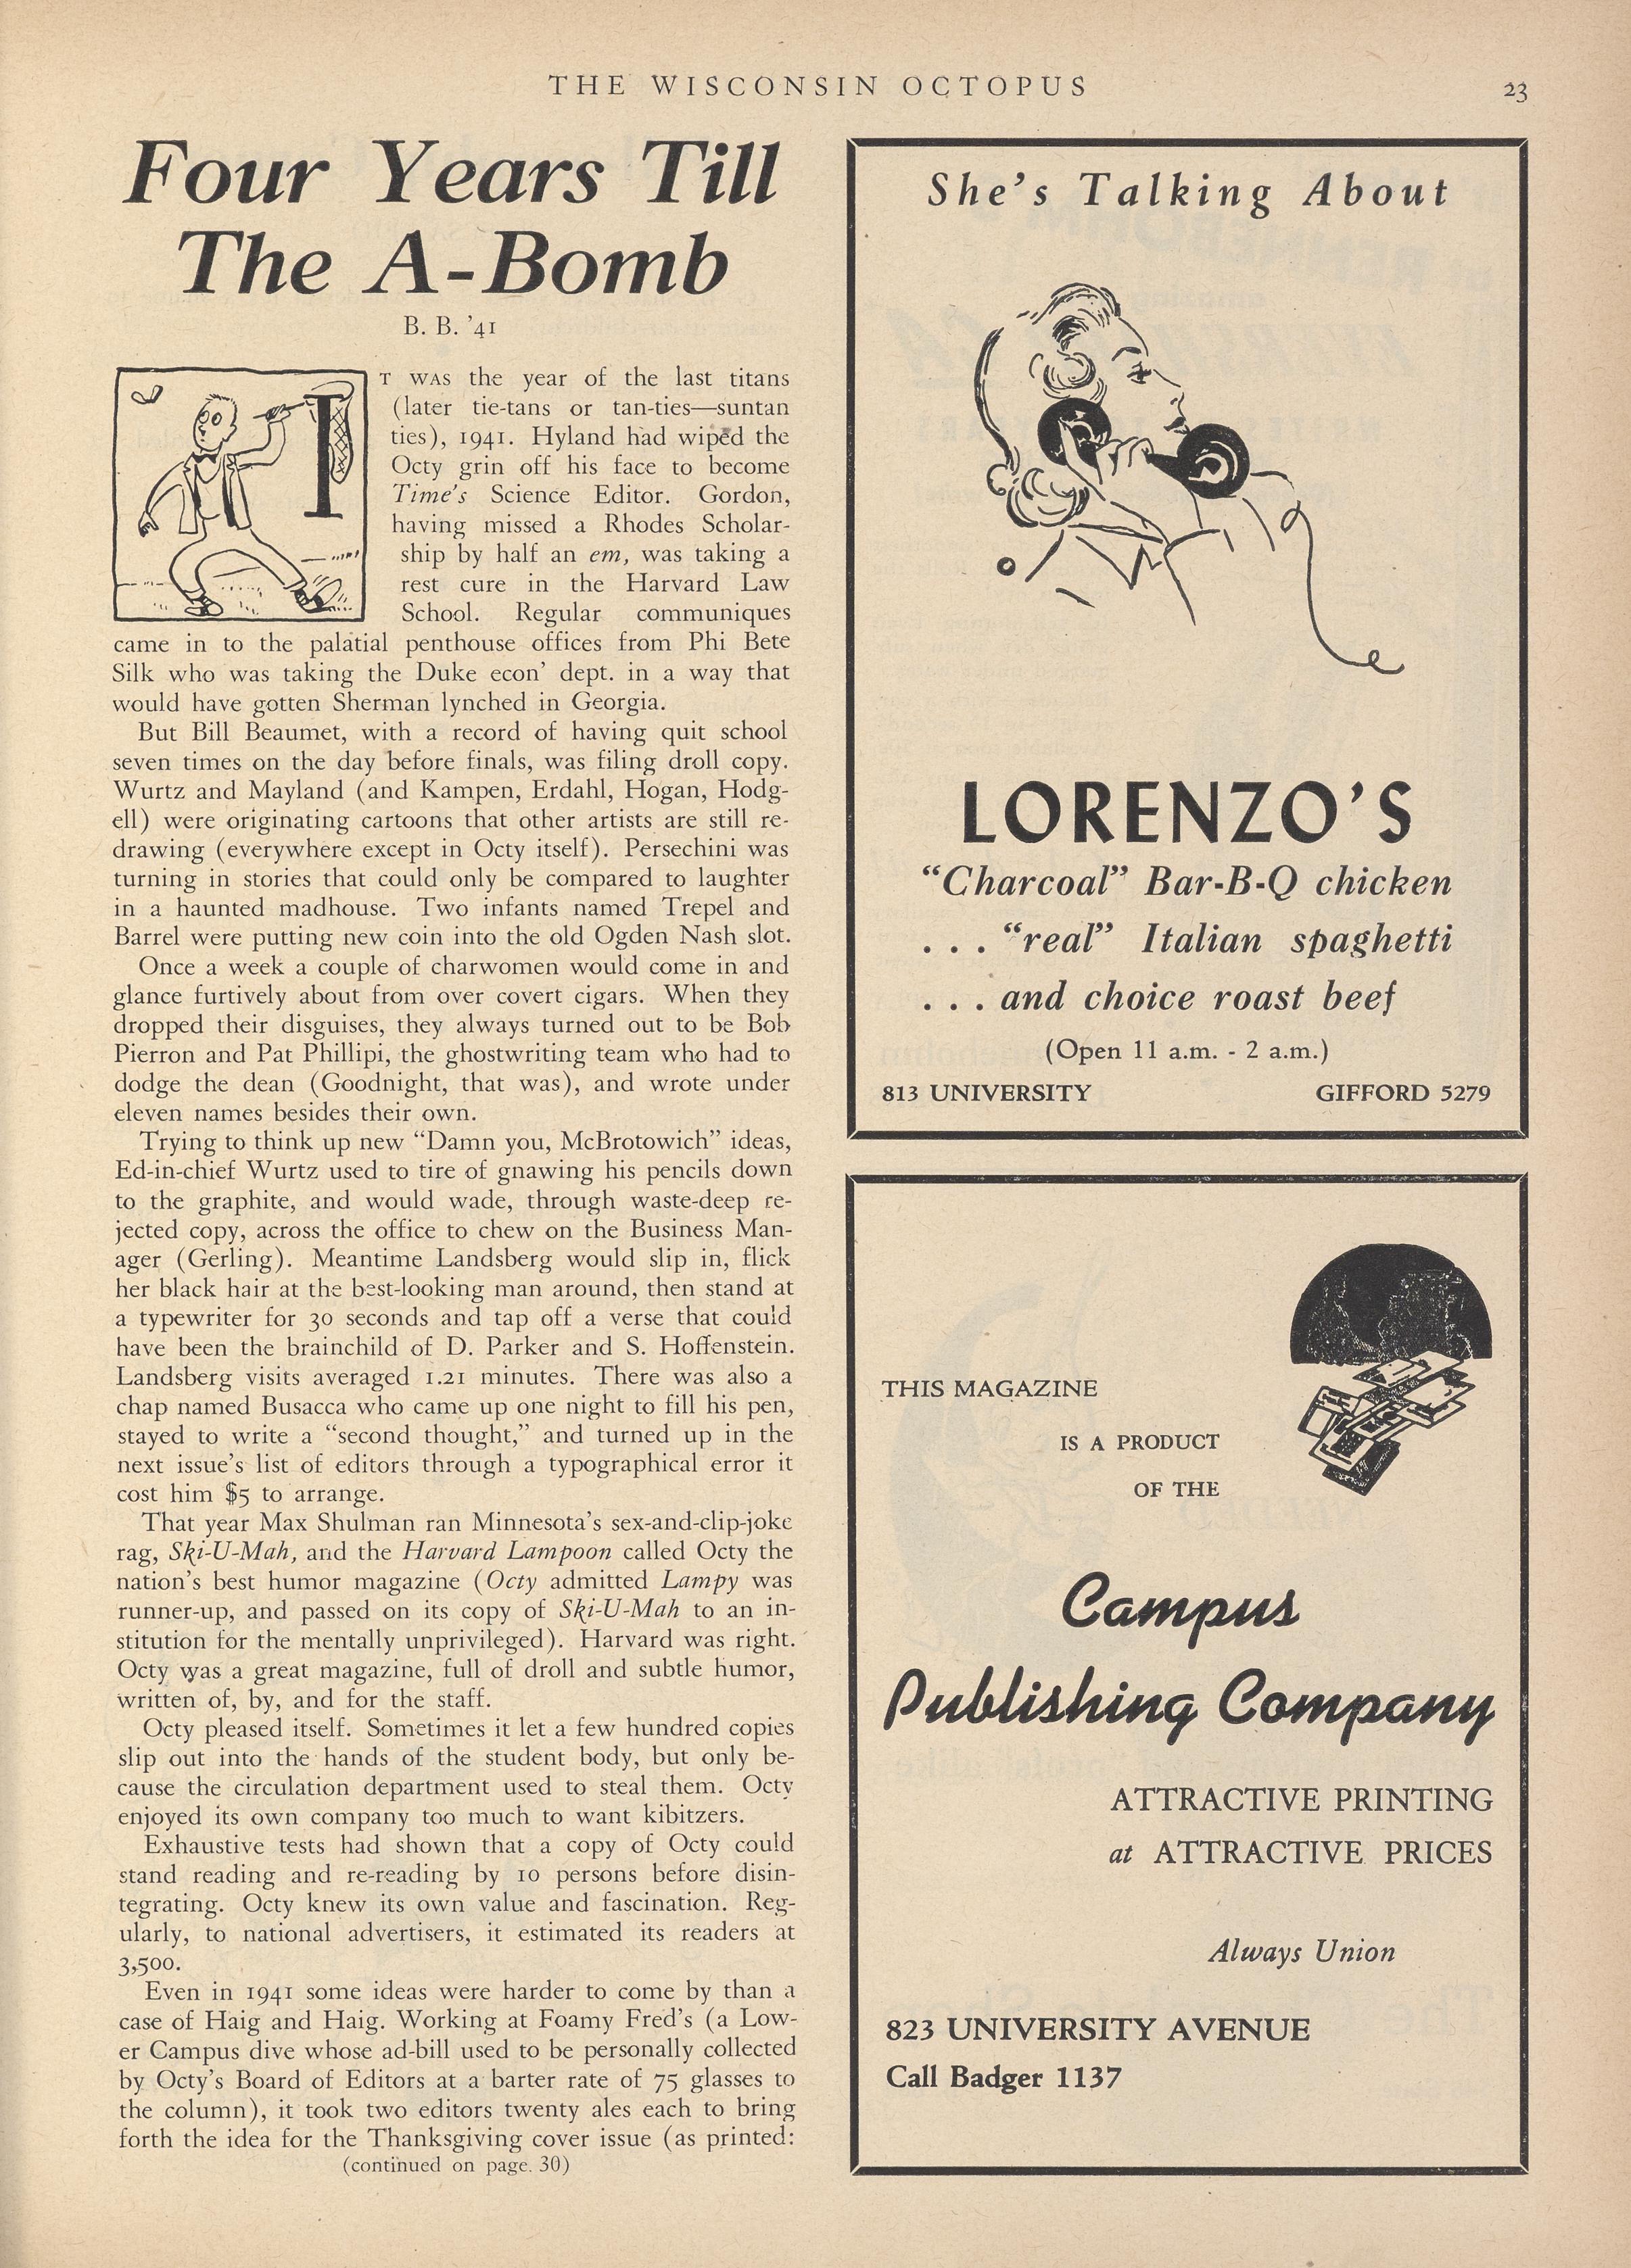 THE WISCONSIN OCTOPUS
23
Four Years Till
The A-Bomb
B. B. '41
IT WAS the year of the last titans
(later tie-tans or tan-ties—suntan
ties), 1941. Hyland had wiped the
Octy grin off his face to become
Time's Science Editor. Gordon,
having missed a Rhodes Scholar-
ship by half an em, was taking a
rest cure in the Harvard Law
School. Regular communiques
came in to the palatial penthouse offices from Phi Bete
Silk who was taking the Duke econ' dept. in a way that
would have gotten Sherman lynched in Georgia.
But Bill Beaumet, with a record of having quit school
seven times on the day before finals, was filing droll copy.
Wurtz and Mayland (and Kampen, Erdahl, Hogan, Hodg-
ell) were originating cartoons that other artists are still re-
drawing (everywhere except in Octy itself). Persechini was
turning in stories that could only be compared to laughter
in a haunted madhouse. Two infants named Trepel and
Barrel were putting new coin into the old Ogden Nash slot.
Once a week a couple of charwomen would come in and
glance furtively about from over covert cigars. When they
dropped their disguises, they always turned out to be Bob
Pierron and Pat Phillipi, the ghostwriting team who had to
dodge the dean (Goodnight, that was), and wrote under
eleven names besides their own.
Trying to think up new "Damn you, McBrotowich" ideas,
Ed-in-chief Wurtz used to tire of gnawing his pencils down
to the graphite, and would wade, through waste-deep re-
jected copy, across the office to chew on the Business Man-
ager (Gerling). Meantime Landsberg would slip in, flick
her black hair at the best-looking man around, then stand at
a typewriter for 30 seconds and tap off a verse that could
have been the brainchild of D. Parker and S. Hoffenstein.
Landsberg visits averaged 1.21 minutes. There was also a
chap named Busacca who came up one night to fill his pen,
stayed to write a "second thought," and turned up in the
next issue's list of editors through a typographical error it
cost him $5 to arrange.
That year Max Shulman ran Minnesota's sex-and-clip-joke
rag, Ski-U-Mah, and the Harvard Lampoon called Octy the
nation's best humor magazine (Octy admitted Lampy was
runner-up, and passed on its copy of Ski-U-Mah to an in-
stitution for the mentally unprivileged). Harvard was right.
Octy was a great magazine, full of droll and subtle humor,
written of, by, and for the staff.
Octy pleased itself. Sometimes it let a few hundred copies
slip out into the hands of the student body, but only be-
cause the circulation department used to steal them. Octy
enjoyed its own company too much to want kibitzers.
Exhaustive tests had shown that a copy of Octy could
stand reading and re-reading by 10 persons before disin-
tegrating. Octy knew its own value and fascination. Reg-
ularly, to national advertisers, it estimated its readers at
3,500.
Even in 1941 some ideas were harder to come by than a
case of Haig and Haig. Working at Foamy Fred's (a Low-
er Campus dive whose ad-bill used to be personally collected
by Octy's Board of Editors at a barter rate of 75 glasses to
the column), it took two editors twenty ales each to bring
forth the idea for the Thanksgiving cover issue (as printed:
(continued on page. 30)
She's Talking About
LORENZO'S
"Charcoal" Bar-B-Q chicken
. . . "real" Italian spaghetti
. . . and choice roast beef
(Open 11 a.m. - 2 a.m.)
813 UNIVERSITY GIFFORD 5279
THIS MAGAZINE
IS A PRODUCT
OF THE
Campus
Publishing Company
ATTRACTIVE PRINTING
at ATTRACTIVE PRICES
Always Union
823 UNIVERSITY AVENUE
Call Badger 1137